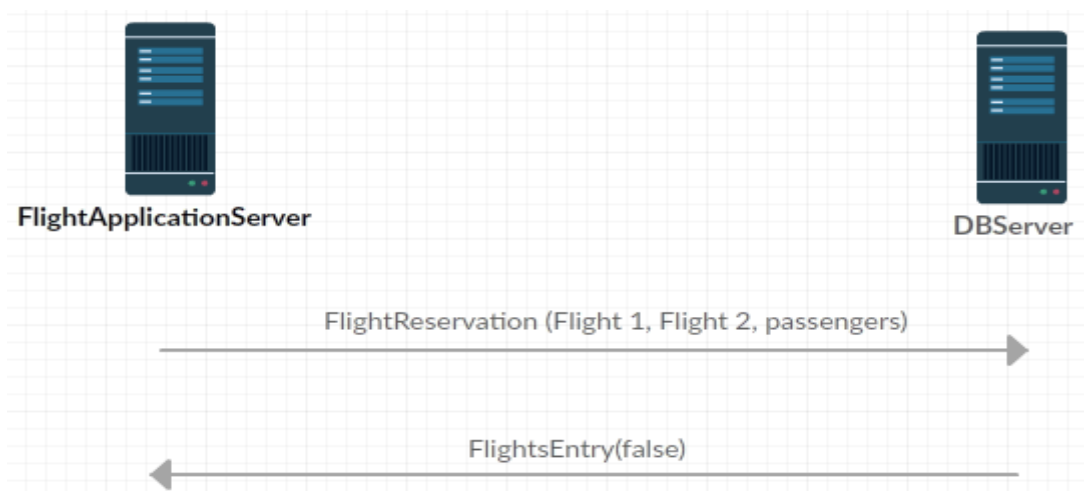 FlightApplicationServer
DBServer
FlightReservation (Flight 1, Flight 2, passengers)
FlightsEntry(false)